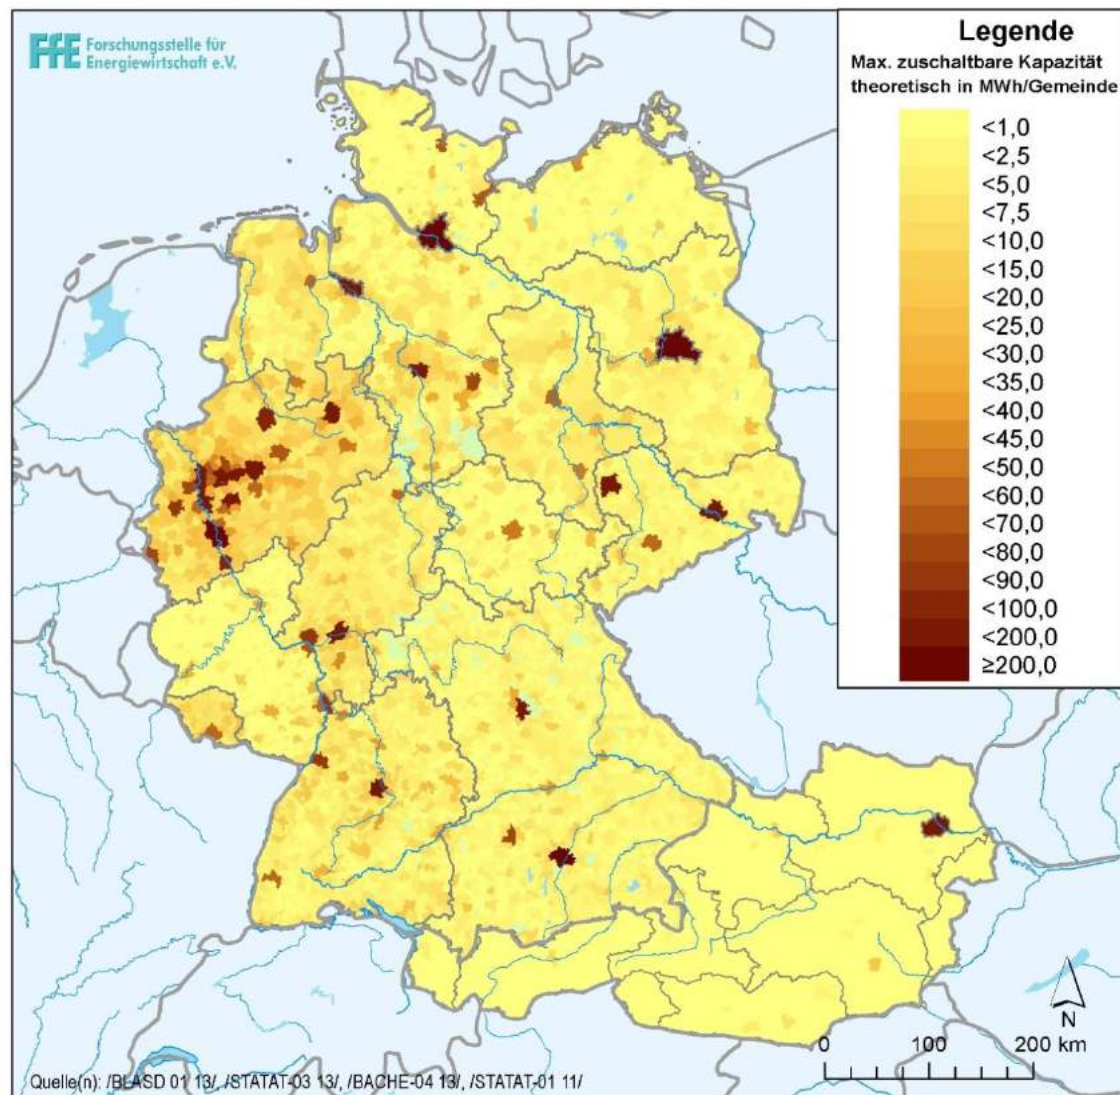 FfE Forschungsstelle für
Energiewirtschaft e.V.
Legende
Max. zuschaltbare Kapazität
theoretisch in MWh/Gemeinde
<1,0
<2,5
<5,0
<7,5
<10,0
<15,0
<20,0
<25,0
<30,0
<35,0
<40,0
<45,0
<50,0
<60,0
<70,0
<80,0
<90,0
<100,0
<200,0
≥200,0
N
0 100 200 km
Quelle(n): /BLASD 01 13/, /STATAT-03 13/, /BACHE-04 13/, /STATAT-01 11/